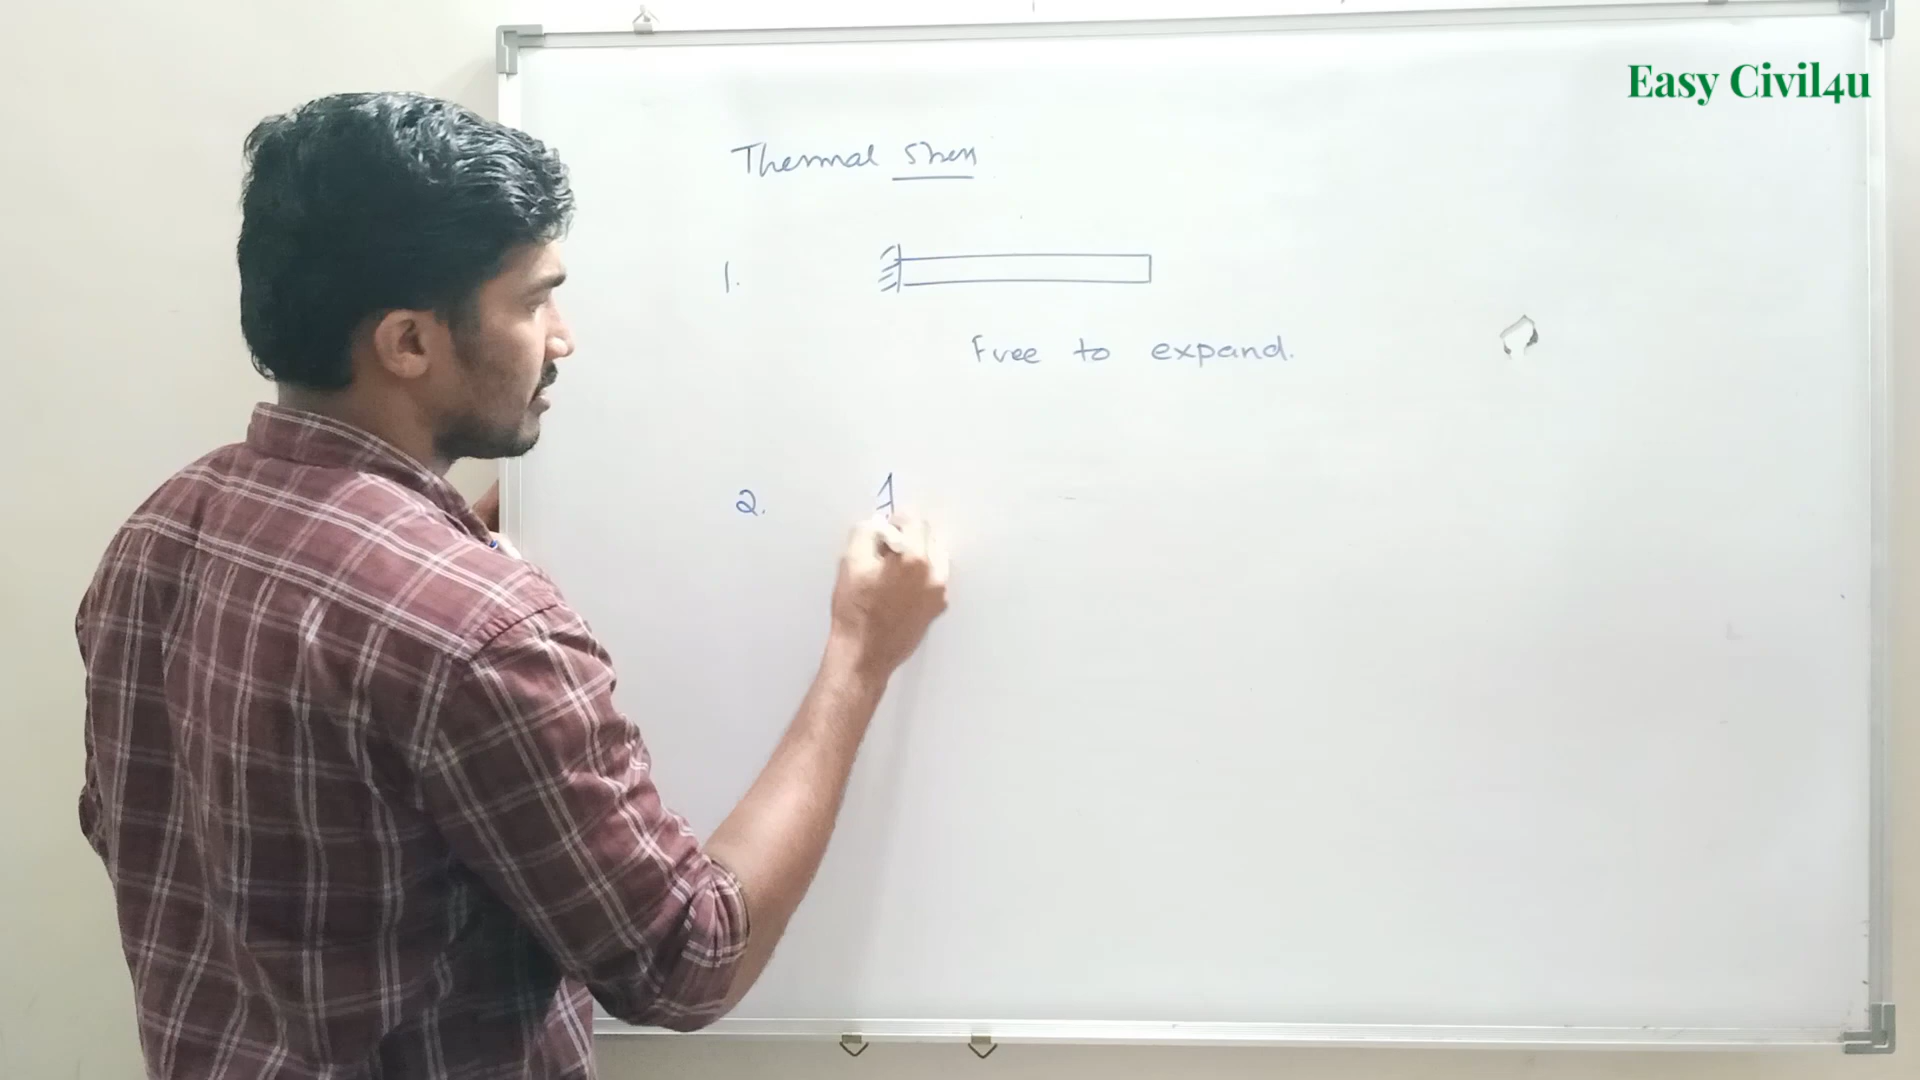 Easy Civil4u
Thermal Stress
1.
Free to expand.
2.